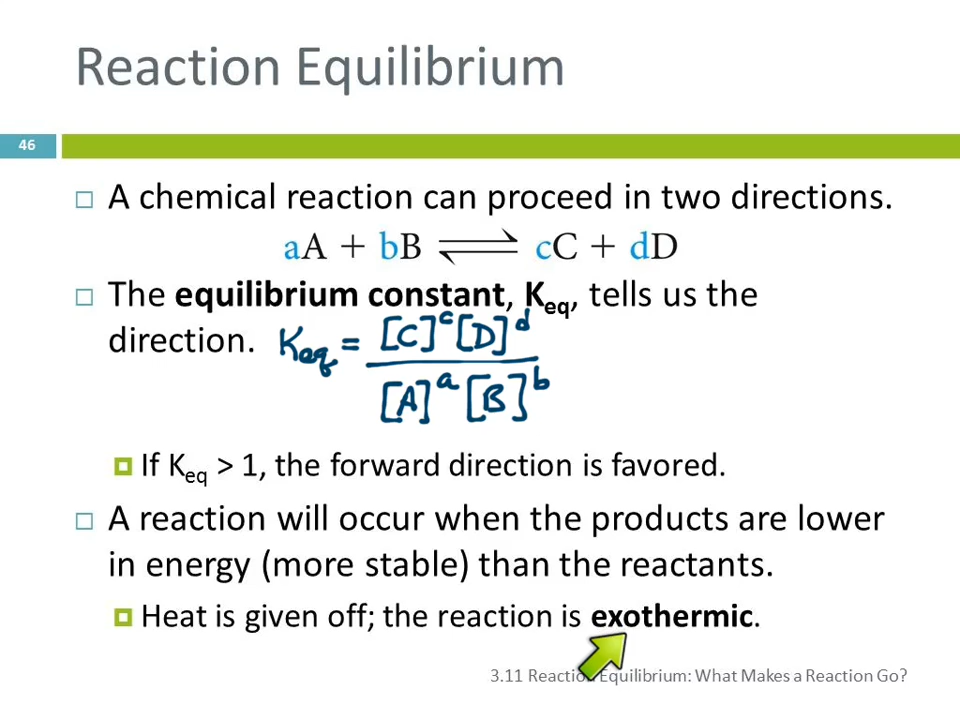 Reaction Equilibrium
46
A chemical reaction can proceed in two directions.
aA + bB ⇌ cC + dD
The equilibrium constant, Keq, tells us the
direction. Keq = [C]^c [D]^d
[A]^a [B]^b
If Keq > 1, the forward direction is favored.
A reaction will occur when the products are lower
in energy (more stable) than the reactants.
Heat is given off; the reaction is exothermic.
3.11 Reaction Equilibrium: What Makes a Reaction Go?